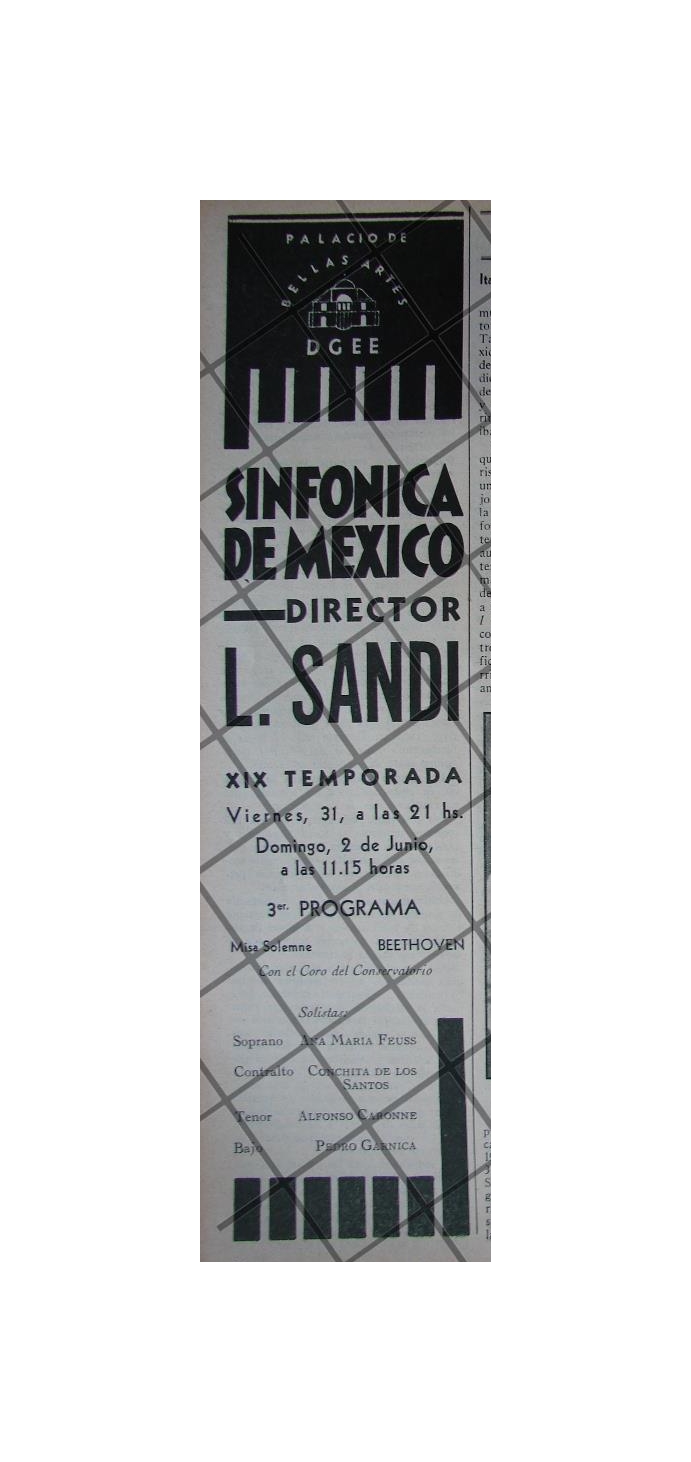 PALACIO DE
BELLAS ARTES
DGEE
SINFONICA
DE MEXICO
DIRECTOR
L. SANDI
XIX TEMPORADA
Viernes, 31, a las 21 hs.
Domingo, 2 de Junio,
a las 11.15 horas
3er. PROGRAMA
Misa Solemne BEETHOVEN
Con el Coro del Conservatorio
Solistas:
Soprano ANA MARIA FEUSS
Contralto CONCHITA DE LOS
SANTOS
Tenor ALFONSO CARONNE
Bajo PEDRO GARNICA